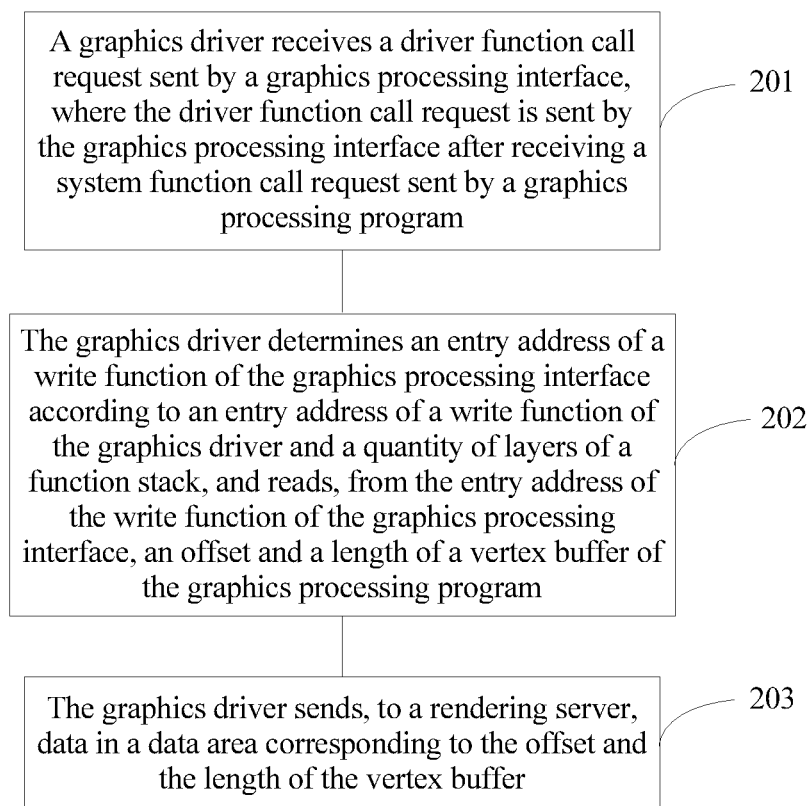 A graphics driver receives a driver function call
request sent by a graphics processing interface,
where the driver function call request is sent by
the graphics processing interface after receiving a
system function call request sent by a graphics
processing program
201
The graphics driver determines an entry address of a
write function of the graphics processing interface
according to an entry address of a write function of
the graphics driver and a quantity of layers of a
function stack, and reads, from the entry address of
the write function of the graphics processing
interface, an offset and a length of a vertex buffer of
the graphics processing program
202
The graphics driver sends, to a rendering server,
data in a data area corresponding to the offset and
the length of the vertex buffer
203